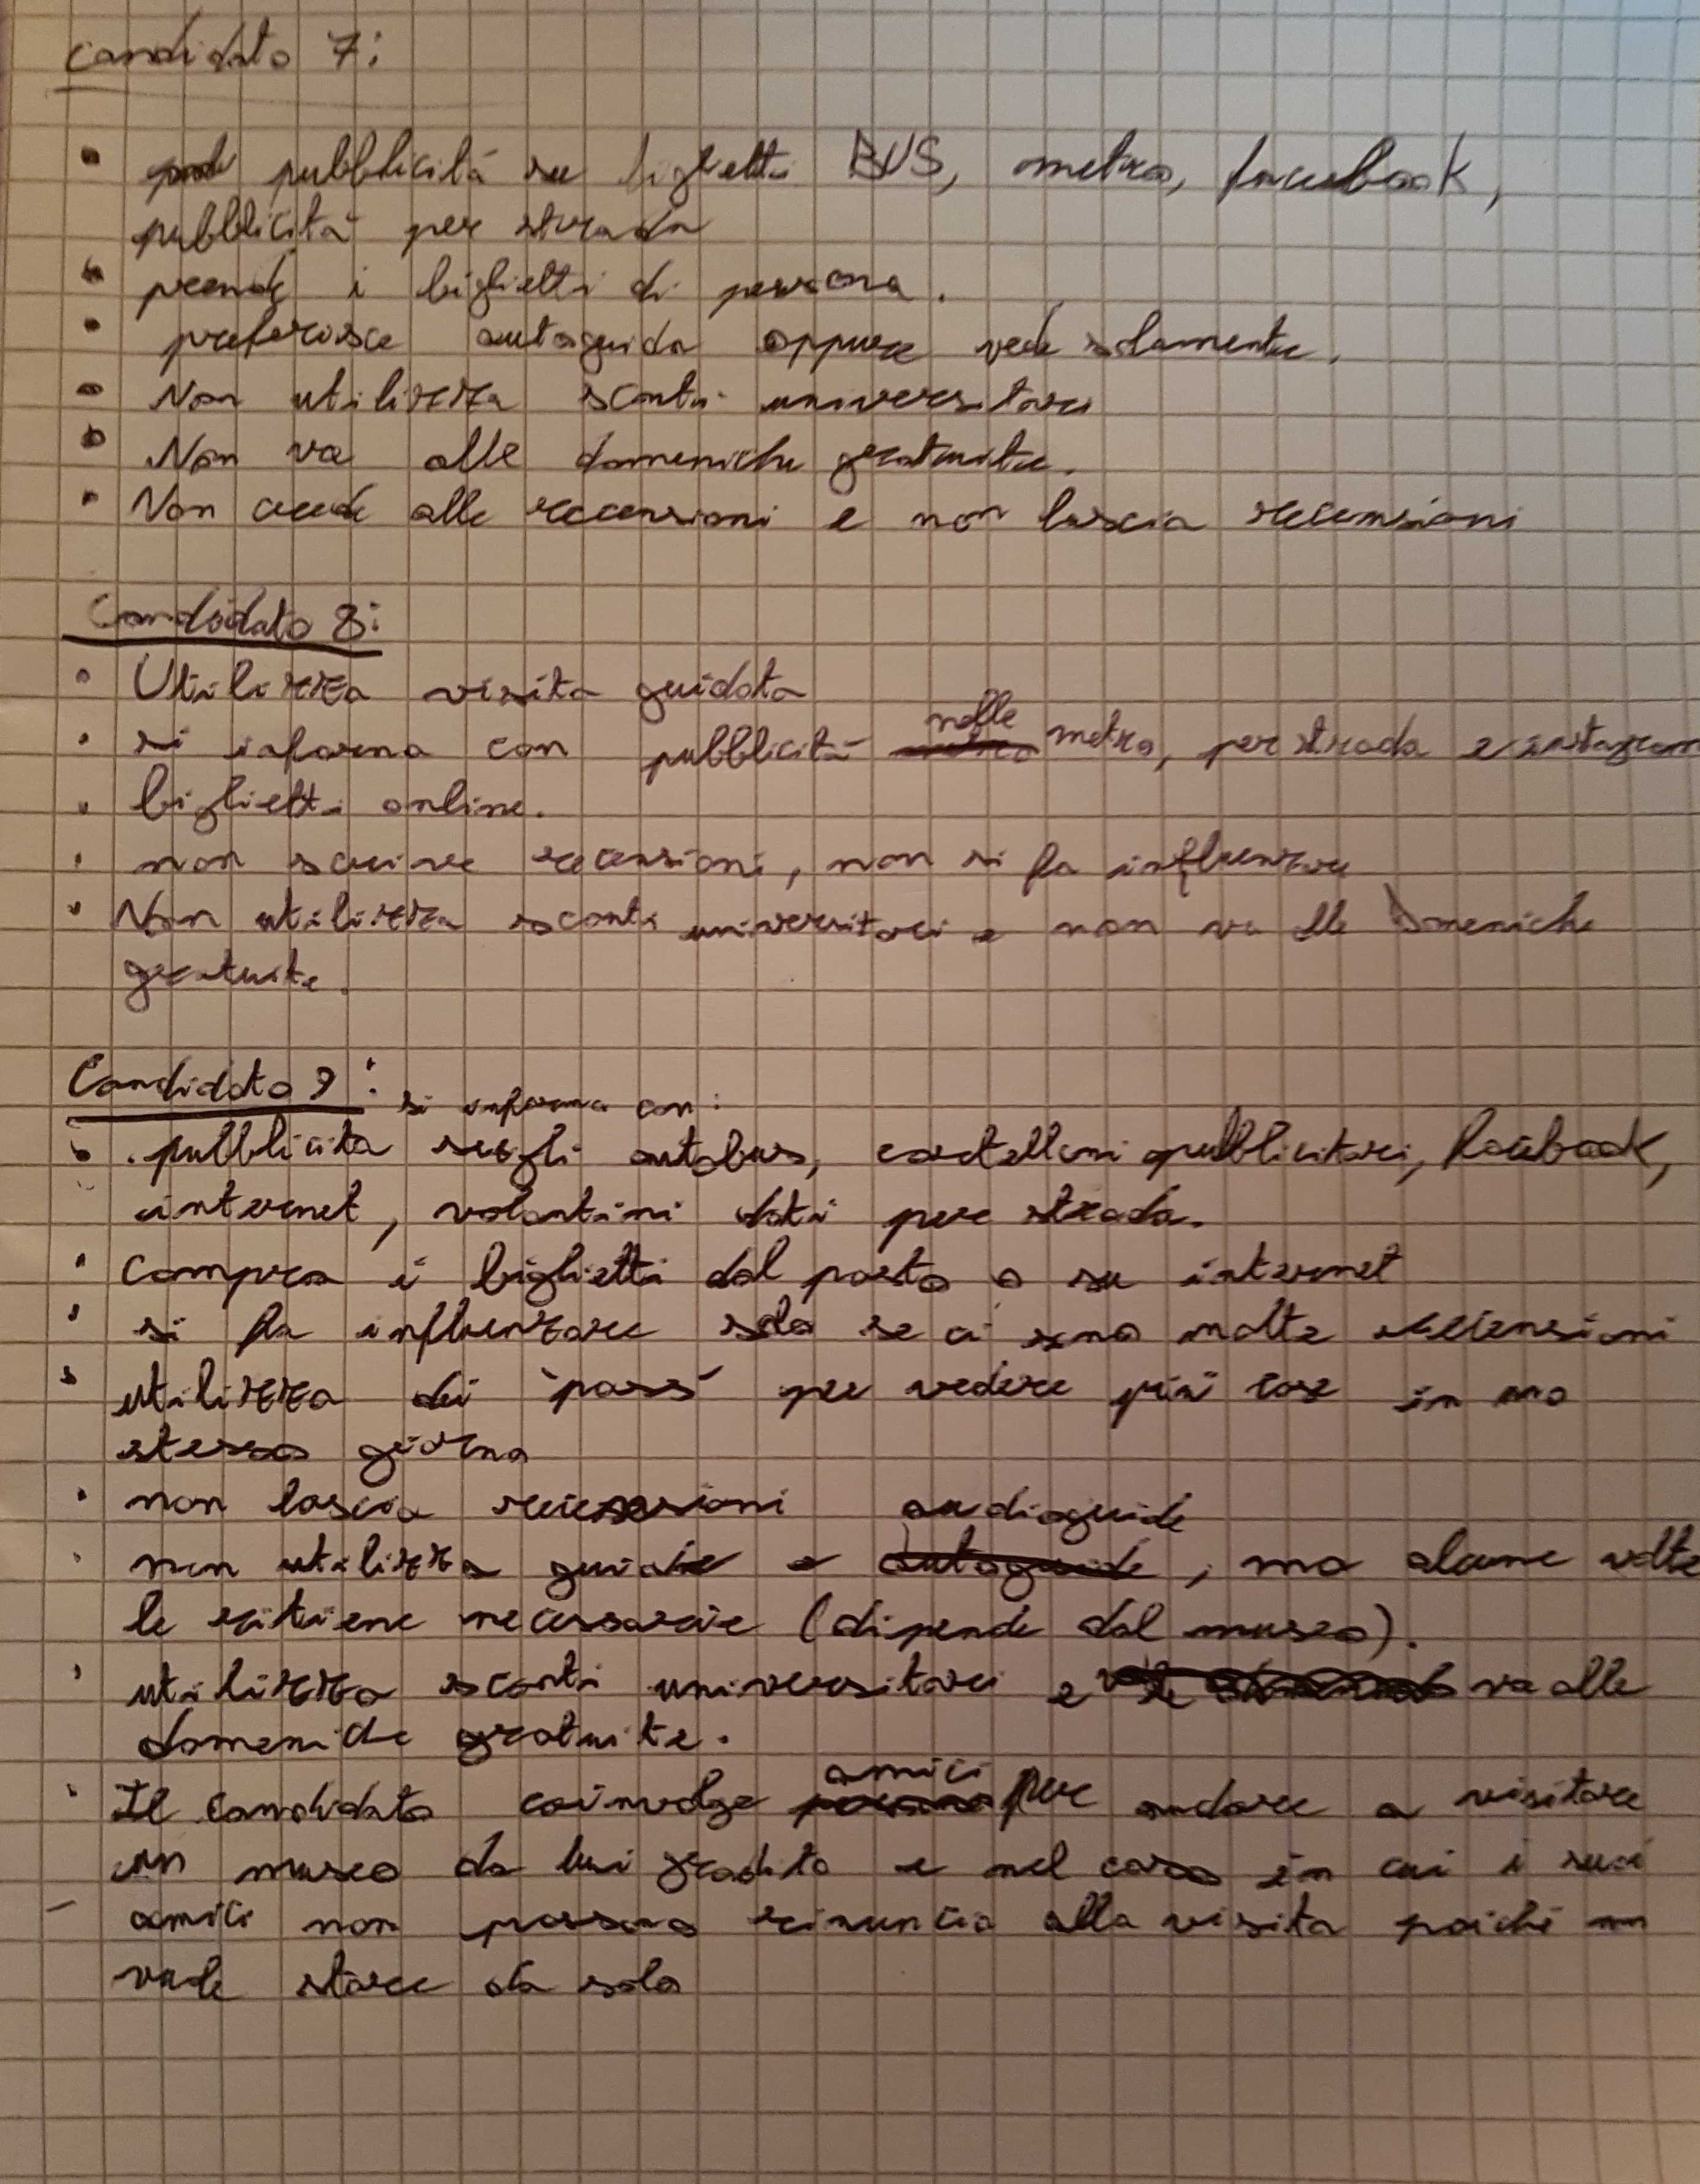 Candidato 7:
pubblicità su biglietti BUS, metro, facebook,
pubblicità per strada
prende i biglietti di persona.
preferisce autoguida oppure vede solamente.
Non utilizza sconti universitari
Non va alle domeniche gratuite.
Non crede alle recensioni e non lascia recensioni
Candidato 8:
Utilizza visita guidata
si informa con pubblicità nelle metro, per strada e instagram
biglietti online.
non scrive recensioni, non si fa influenzare
Non utilizza sconti universitari e non va alle Domeniche
gratuite.
Candidato 9:
si informa con:
pubblicita sugli autobus, cartelloni pubblicitari, facebook,
internet, volantini dati per strada.
Compra i biglietti dal posto o su internet
si fa influenzare solo se ci sono molte recensioni
utilizza dei "pass" per vedere più cose in uno
stesso giorno
non lascia recensioni
non utilizza guide e audioguide, ma alcune volte
le ritiene necessarie (dipende dal museo).
utilizza sconti universitari e va alle
domeniche gratuite.
Il candidato coinvolge amici per andare a visitare
un museo da lui gradito e nel caso in cui i suoi
amici non possono rinuncia alla visita poichè non
vuole stare da solo